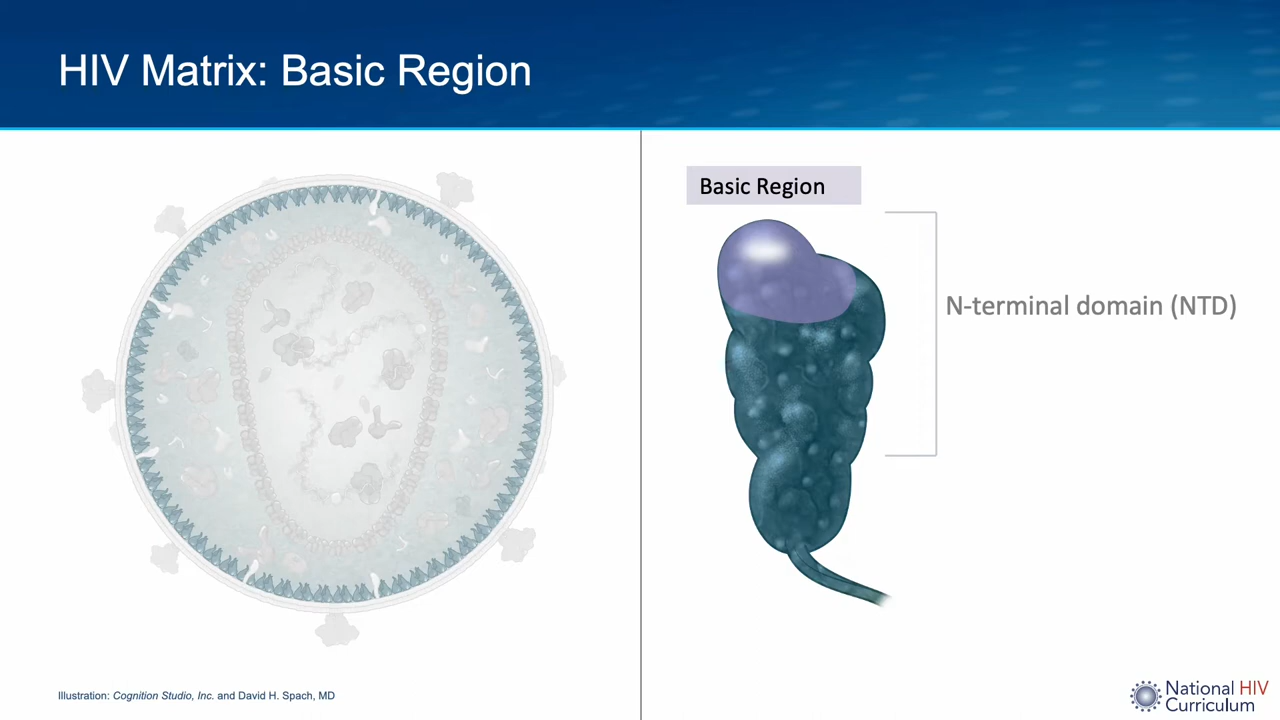 HIV Matrix: Basic Region
Basic Region
N-terminal domain (NTD)
Illustration: Cognition Studio, Inc. and David H. Spach, MD
National HIV
Curriculum